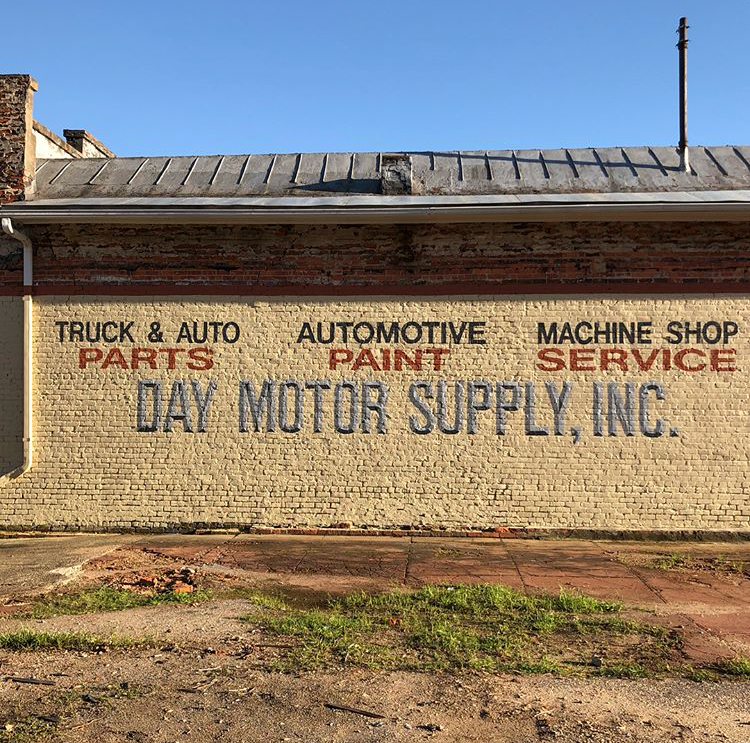 TRUCK & AUTO AUTOMOTIVE MACHINE SHOP
PARTS PAINT SERVICE
DAY MOTOR SUPPLY, INC.